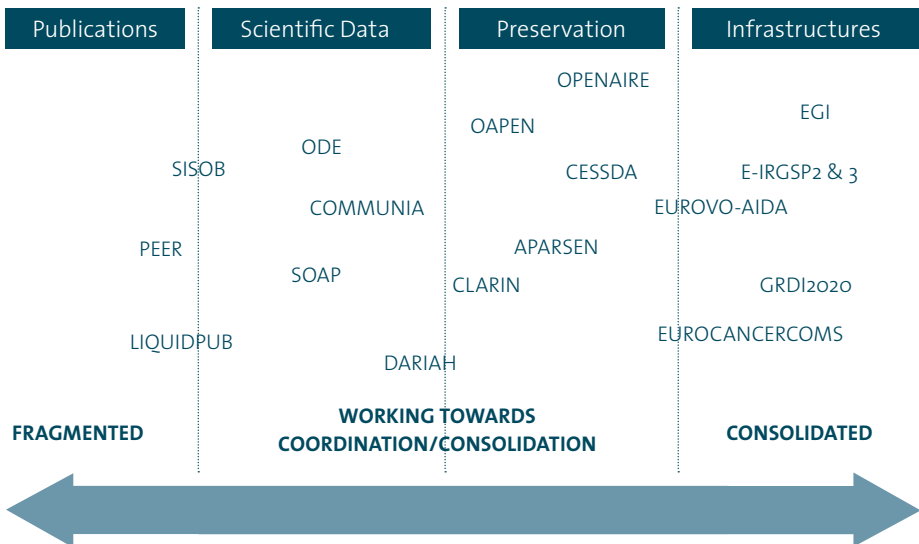 Publications
Scientific Data
Preservation
Infrastructures
OPENAIRE
EGI
OAPEN
ODE
SISOB
CESSDA
E-IRGSP2 & 3
COMMUNIA
EUROVO-AIDA
PEER
APARSEN
SOAP
CLARIN
GRDI2020
EUROCANCERCOMS
LIQUIDPUB
DARIAH
FRAGMENTED
WORKING TOWARDS
COORDINATION/CONSOLIDATION
CONSOLIDATED